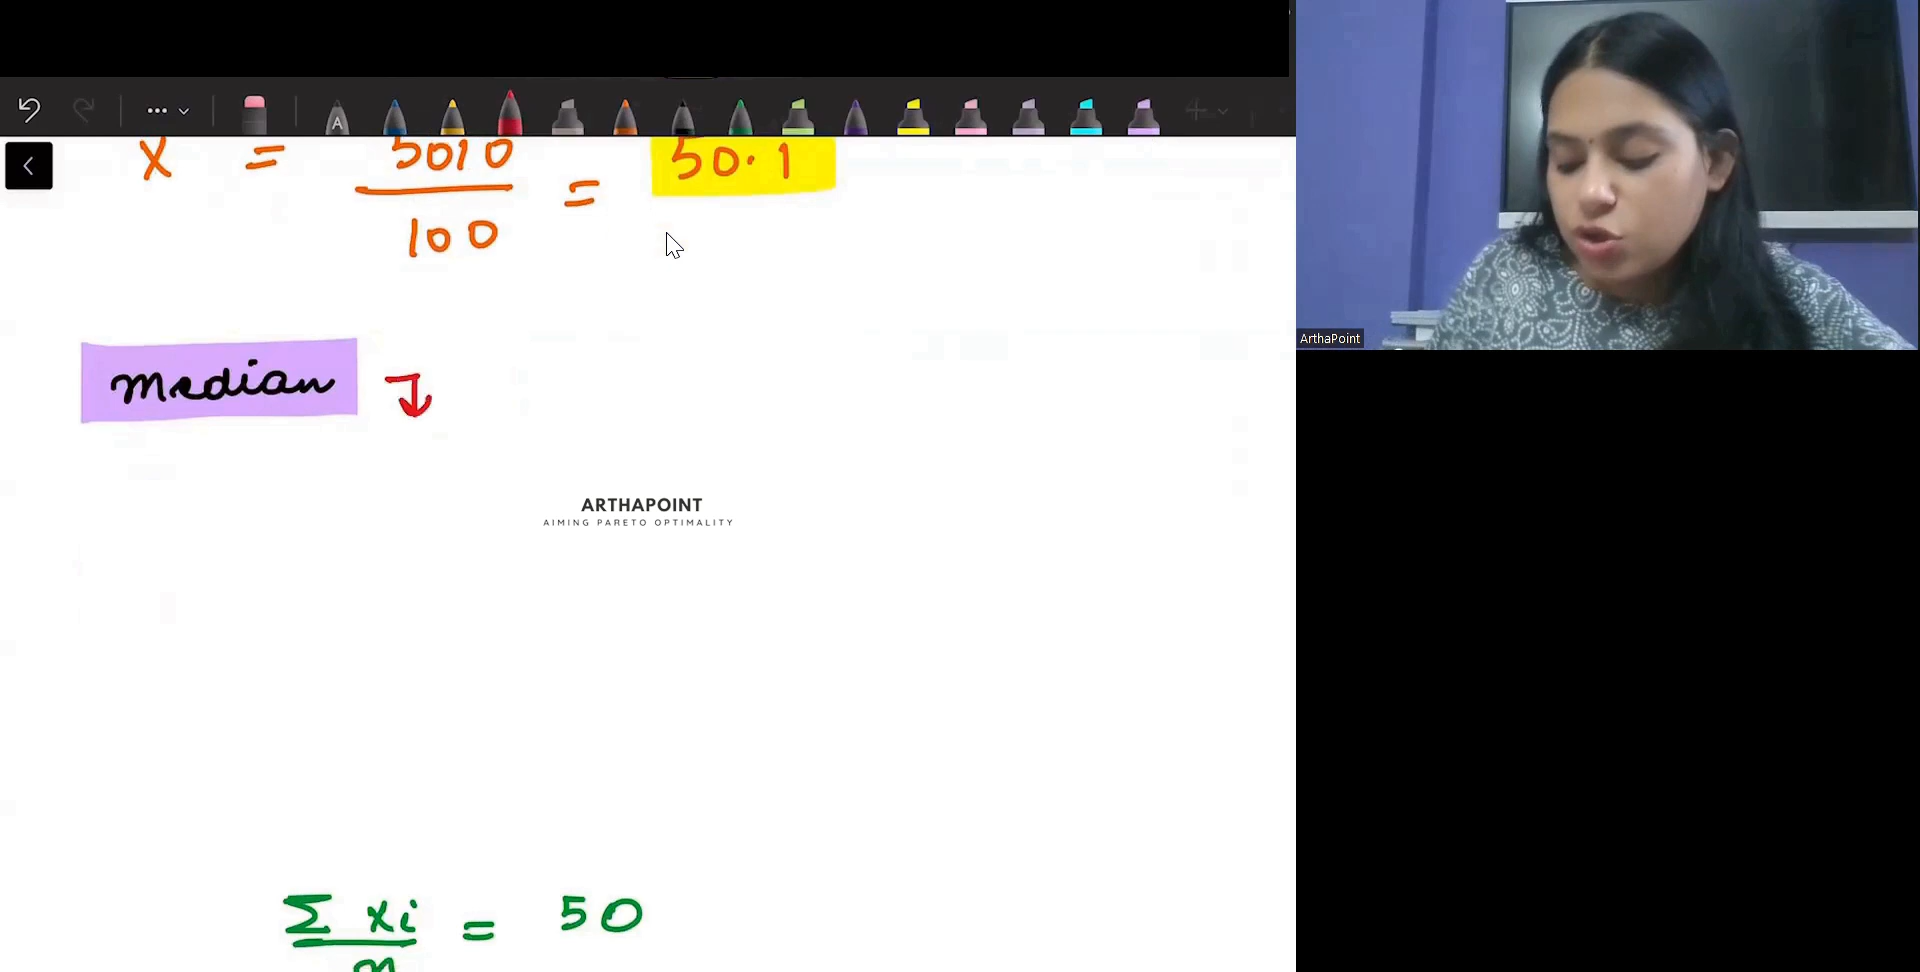 X = 5010 = 50.1
100
median
ARTHAPOINT
AIMING PARETO OPTIMALITY
Σ xi = 50
n
ArthaPoint
A